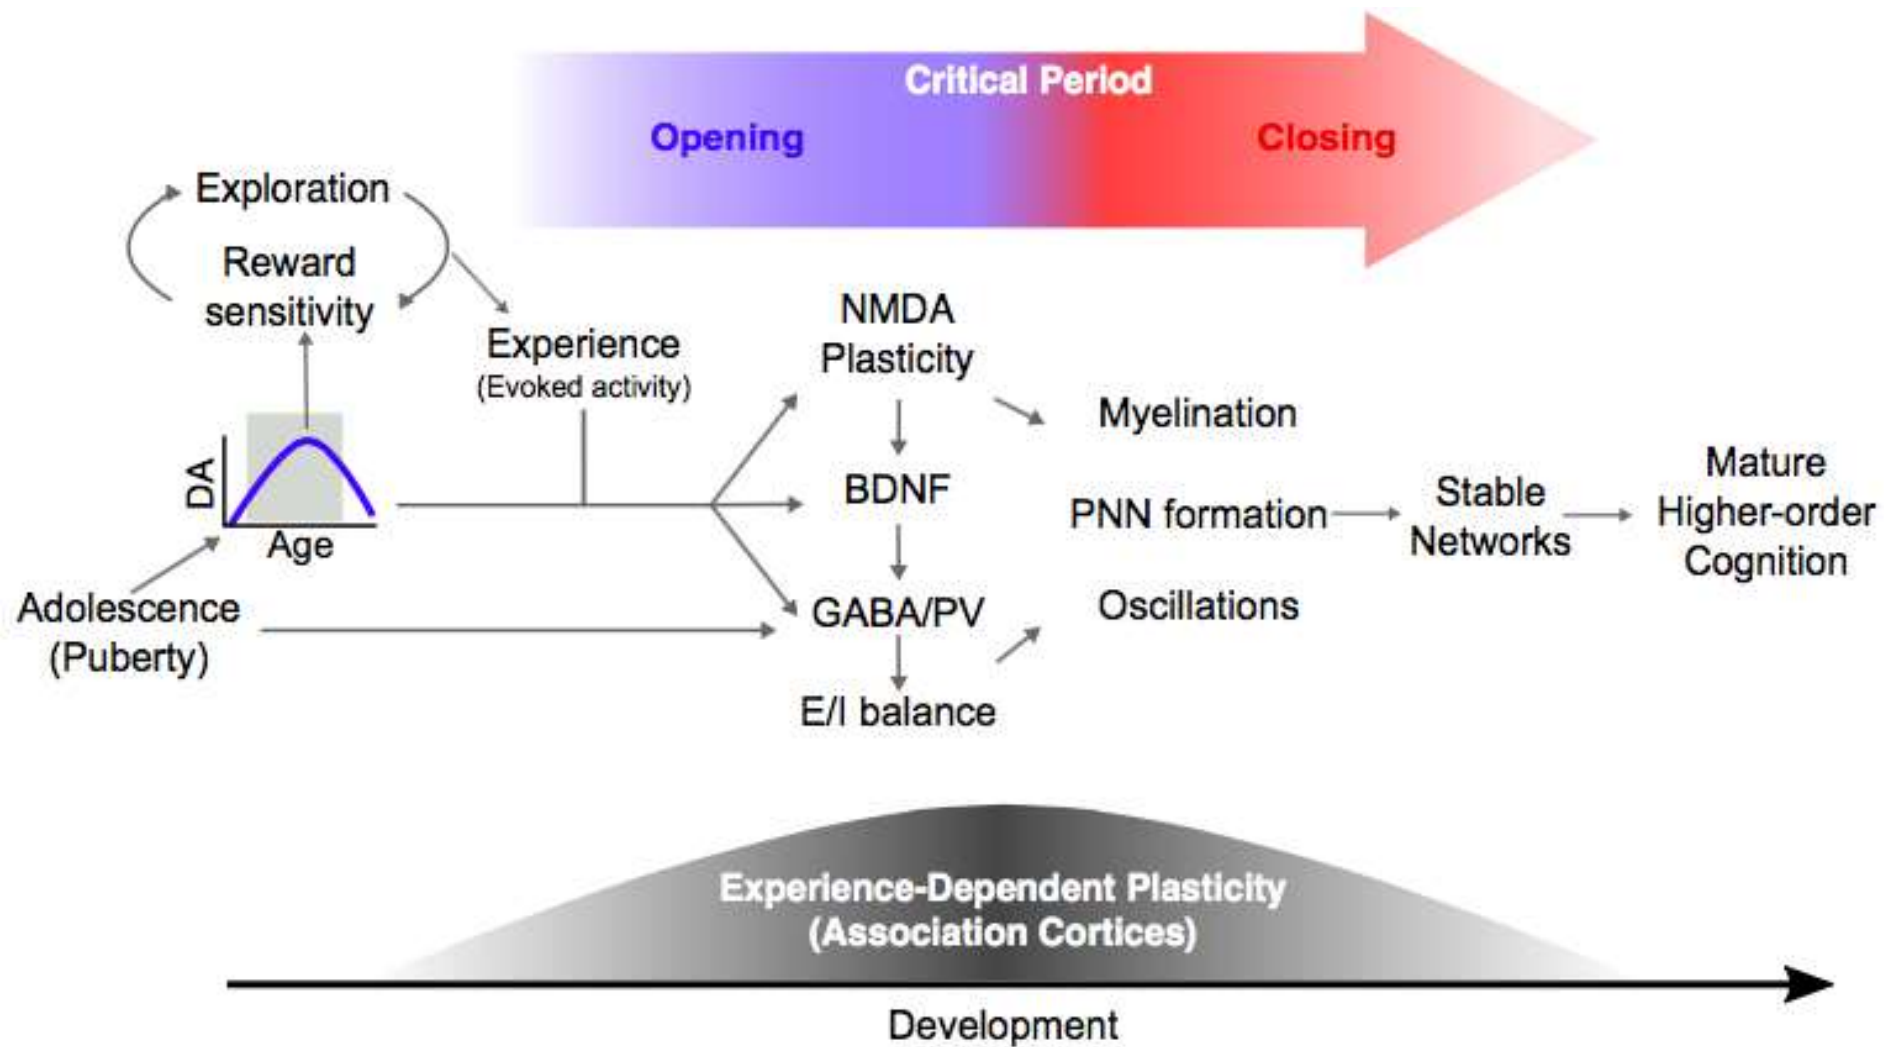 Critical Period
Opening
Closing
Exploration
Reward
sensitivity
Experience
(Evoked activity)
DA
Age
Adolescence
(Puberty)
NMDA
Plasticity
BDNF
GABA/PV
E/I balance
Myelination
PNN formation
Oscillations
Stable
Networks
Mature
Higher-order
Cognition
Experience-Dependent Plasticity
(Association Cortices)
Development